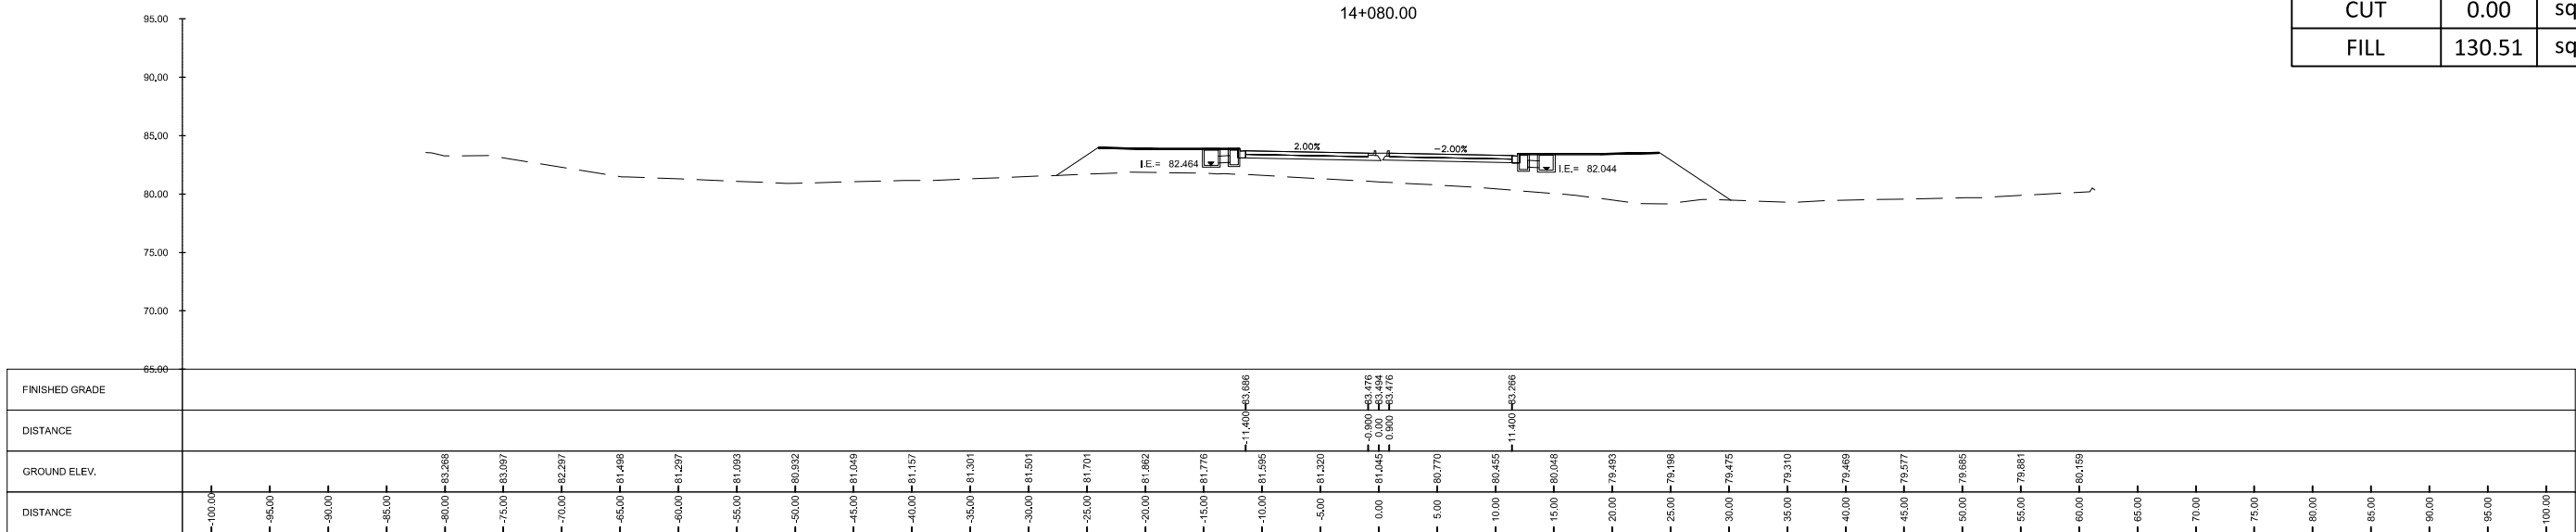 14+080.00
CUT 0.00 sq
FILL 130.51 sq
95.00
90.00
85.00
80.00
75.00
70.00
65.00
2.00%
-2.00%
I.E.= 82.464
I.E.= 82.044
FINISHED GRADE 83.686 83.476 83.494 83.476 83.266
DISTANCE -11.400 -0.900 0.00 0.900 11.400
GROUND ELEV. 83.268 83.097 82.297 81.498 81.297 81.093 80.932 81.049 81.157 81.301 81.501 81.701 81.862 81.776 81.595 81.320 81.045 80.770 80.455 80.048 79.493 79.198 79.475 79.310 79.469 79.577 79.685 79.881 80.159
DISTANCE -100.00 -95.00 -90.00 -85.00 -80.00 -75.00 -70.00 -65.00 -60.00 -55.00 -50.00 -45.00 -40.00 -35.00 -30.00 -25.00 -20.00 -15.00 -10.00 -5.00 0.00 5.00 10.00 15.00 20.00 25.00 30.00 35.00 40.00 45.00 50.00 55.00 60.00 65.00 70.00 75.00 80.00 85.00 90.00 95.00 100.00